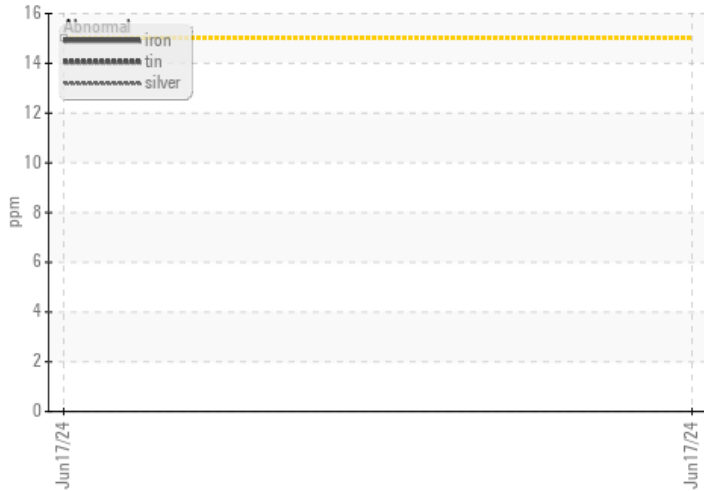 16
Abnormal
iron
tin
silver
14
12
10
8
6
4
2
0
ppm
Jun17/24
Jun17/24